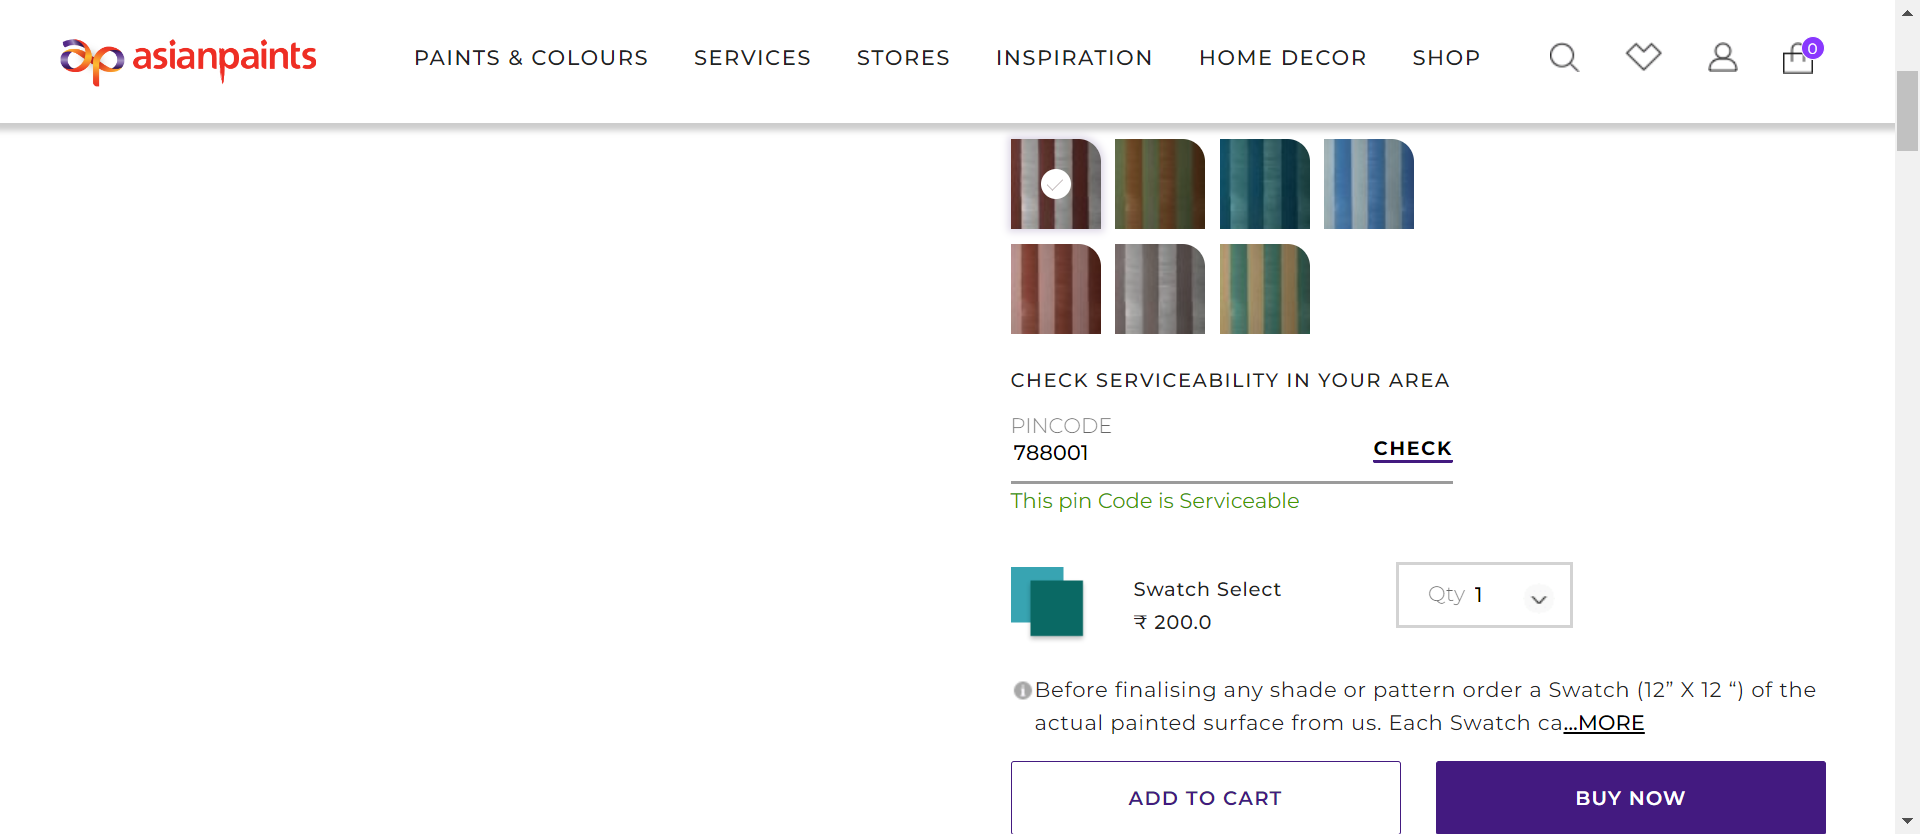 asianpaints
PAINTS & COLOURS SERVICES STORES INSPIRATION HOME DECOR SHOP
0
CHECK SERVICEABILITY IN YOUR AREA
PINCODE
788001
CHECK
This pin Code is Serviceable
Swatch Select
₹ 200.0
Qty 1
Before finalising any shade or pattern order a Swatch (12” X 12 “) of the
actual painted surface from us. Each Swatch ca...MORE
ADD TO CART
BUY NOW